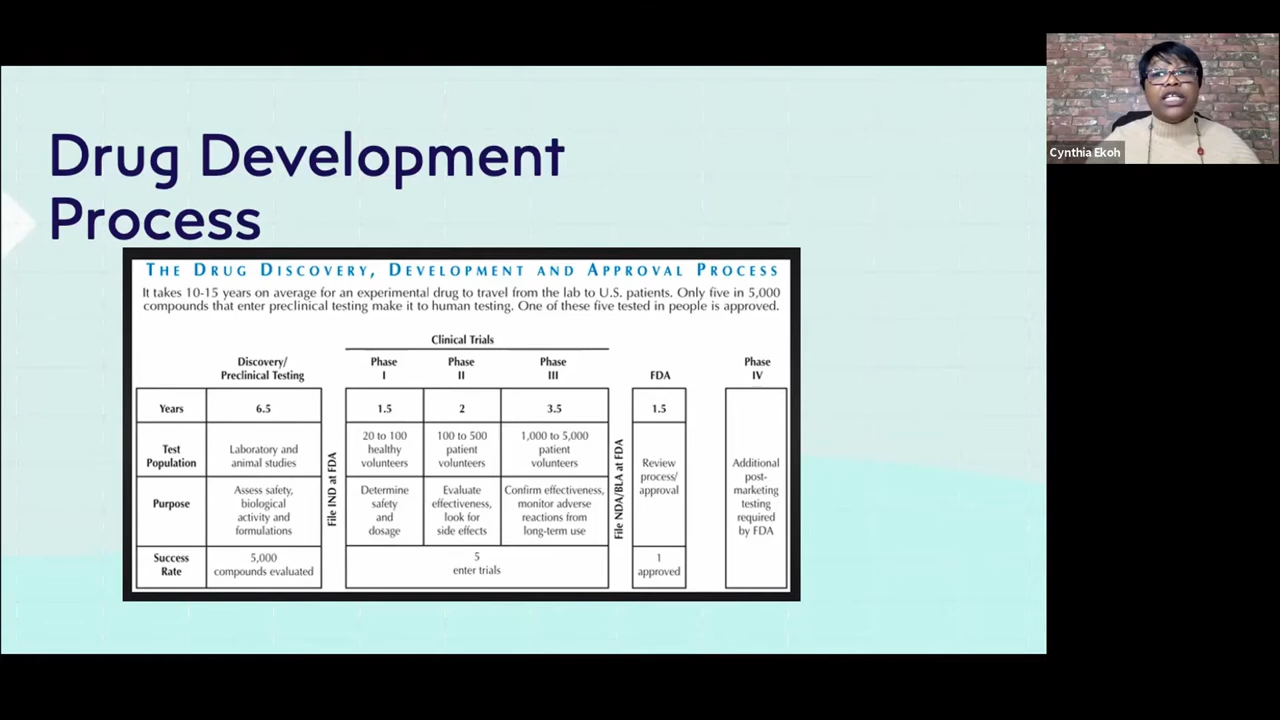 Drug Development
Process
THE DRUG DISCOVERY, DEVELOPMENT AND APPROVAL PROCESS
It takes 10-15 years on average for an experimental drug to travel from the lab to U.S. patients. Only five in 5,000
compounds that enter preclinical testing make it to human testing. One of these five tested in people is approved.
Clinical Trials
Discovery/
Preclinical Testing
Phase
I
Phase
II
Phase
III
FDA
Phase
IV
Years
6.5
1.5
2
3.5
1.5
Test
Population
Laboratory and
animal studies
20 to 100
healthy
volunteers
100 to 500
patient
volunteers
1,000 to 5,000
patient
volunteers
Review
process/
approval
Additional
post-
marketing
testing
required
by FDA
Purpose
Assess safety,
biological
activity and
formulations
File IND at FDA
Determine
safety
and
dosage
Evaluate
effectiveness,
look for
side effects
Confirm effectiveness,
monitor adverse
reactions from
long-term use
File NDA/BLA at FDA
Success
Rate
5,000
compounds evaluated
5
enter trials
1
approved
Cynthia Ekoh